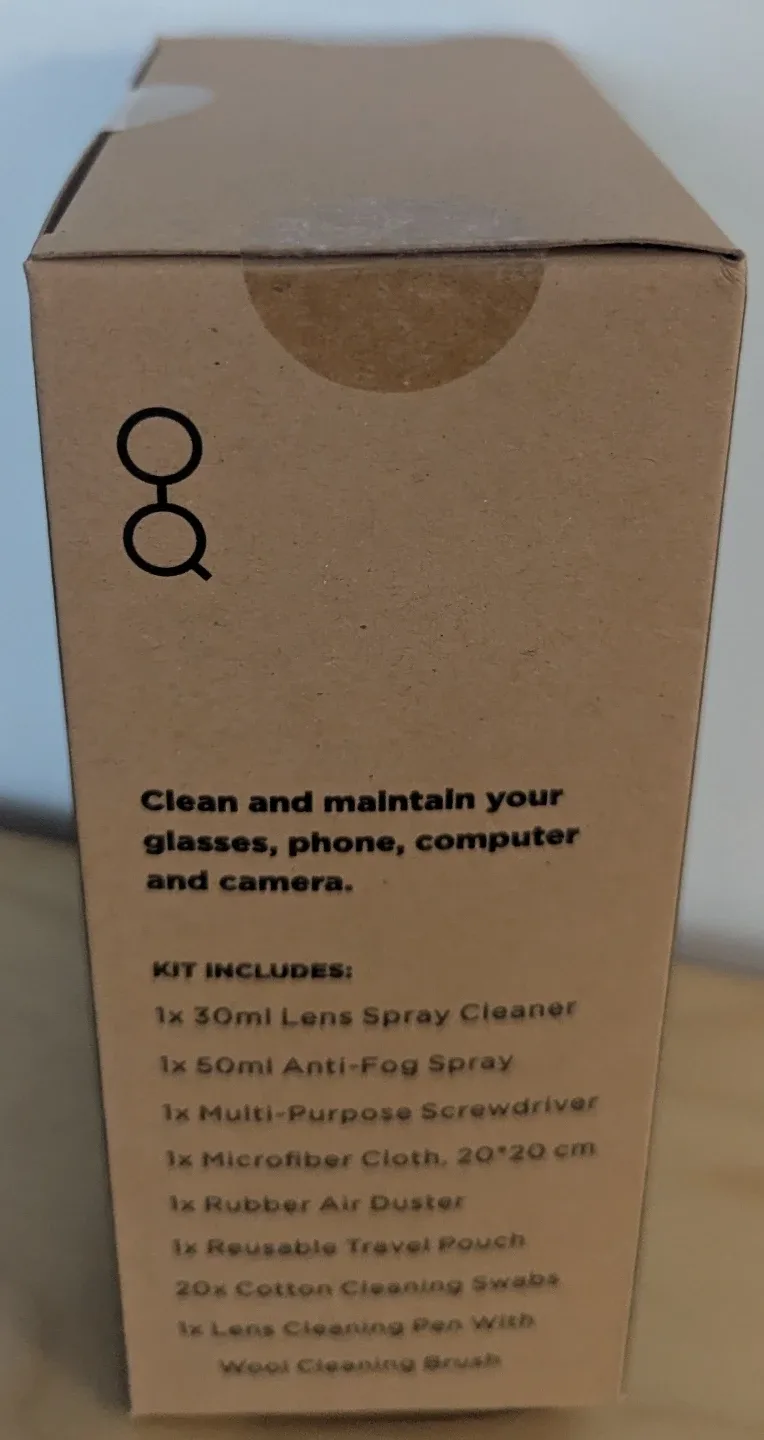 Clean and maintain your
glasses, phone, computer
and camera.
KIT INCLUDES:
1x 30ml Lens Spray Cleaner
1x 50ml Anti-Fog Spray
1x Multi-Purpose Screwdriver
1x Microfiber Cloth, 20*20 cm
1x Rubber Air Duster
1x Reusable Travel Pouch
20x Cotton Cleaning Swabs
1x Lens Cleaning Pen With
Wool Cleaning Brush